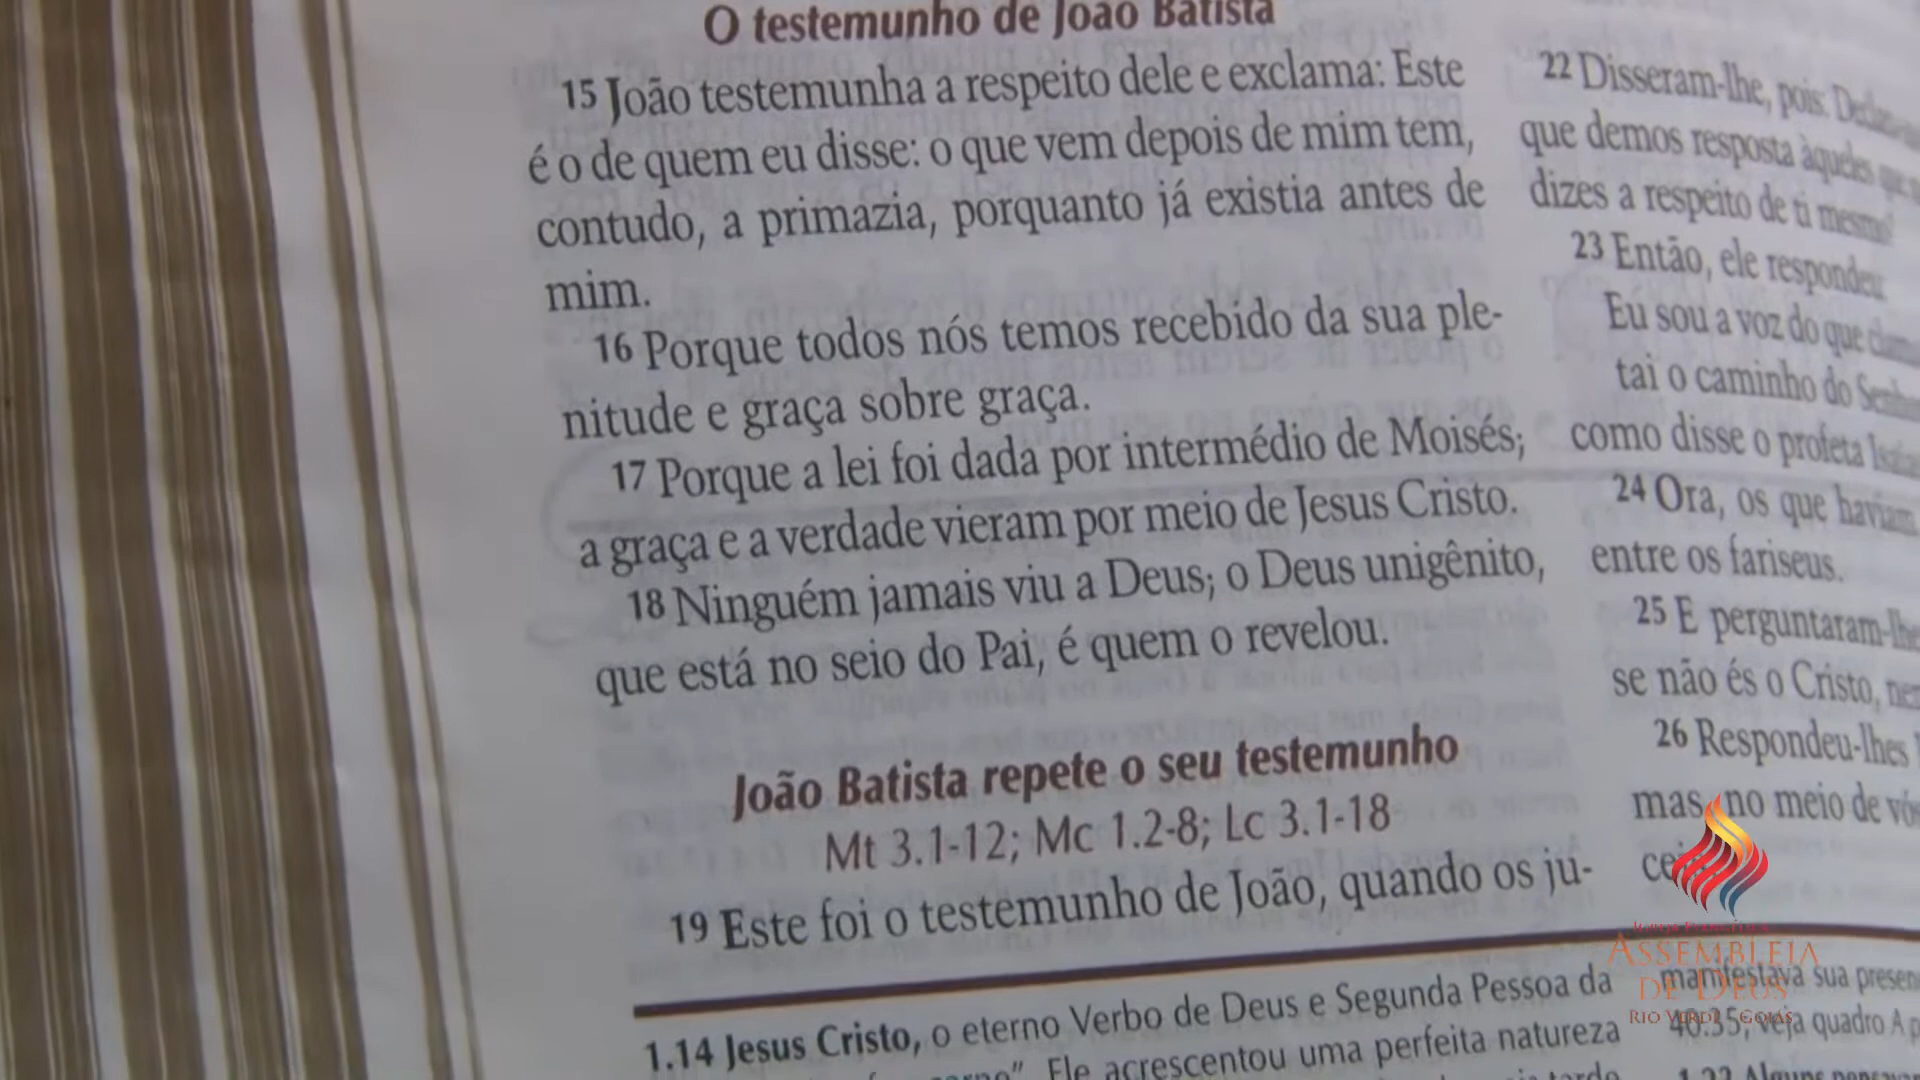 O testemunho de João Batista
15 João testemunha a respeito dele e exclama: Este
é o de quem eu disse: o que vem depois de mim tem,
contudo, a primazia, porquanto já existia antes de
mim.
16 Porque todos nós temos recebido da sua ple-
nitude e graça sobre graça.
17 Porque a lei foi dada por intermédio de Moisés;
a graça e a verdade vieram por meio de Jesus Cristo.
18 Ninguém jamais viu a Deus; o Deus unigênito,
que está no seio do Pai, é quem o revelou.
João Batista repete o seu testemunho
Mt 3.1-12; Mc 1.2-8; Lc 3.1-18
19 Este foi o testemunho de João, quando os ju-
1.14 Jesus Cristo, o eterno Verbo de Deus e Segunda Pessoa da
Ele acrescentou uma perfeita natureza
22 Disseram-lhe, pois:
que demos resposta àqueles que
dizes a respeito de ti mesmo?
23 Então, ele respondeu:
Eu sou a voz do que
tai o caminho do
como disse o profeta
24 Ora, os que haviam
entre os fariseus.
25 E perguntaram-lhe
se não és o Cristo,
26 Respondeu-lhes
mas, no meio de
manifestava sua
40.35; veja quadro A
Assembleia
de Deus
Rio Verde Goiás